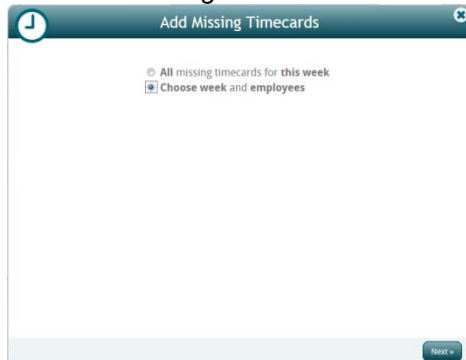 Add Missing Timecards
All missing timecards for this week
Choose week and employees
Next »